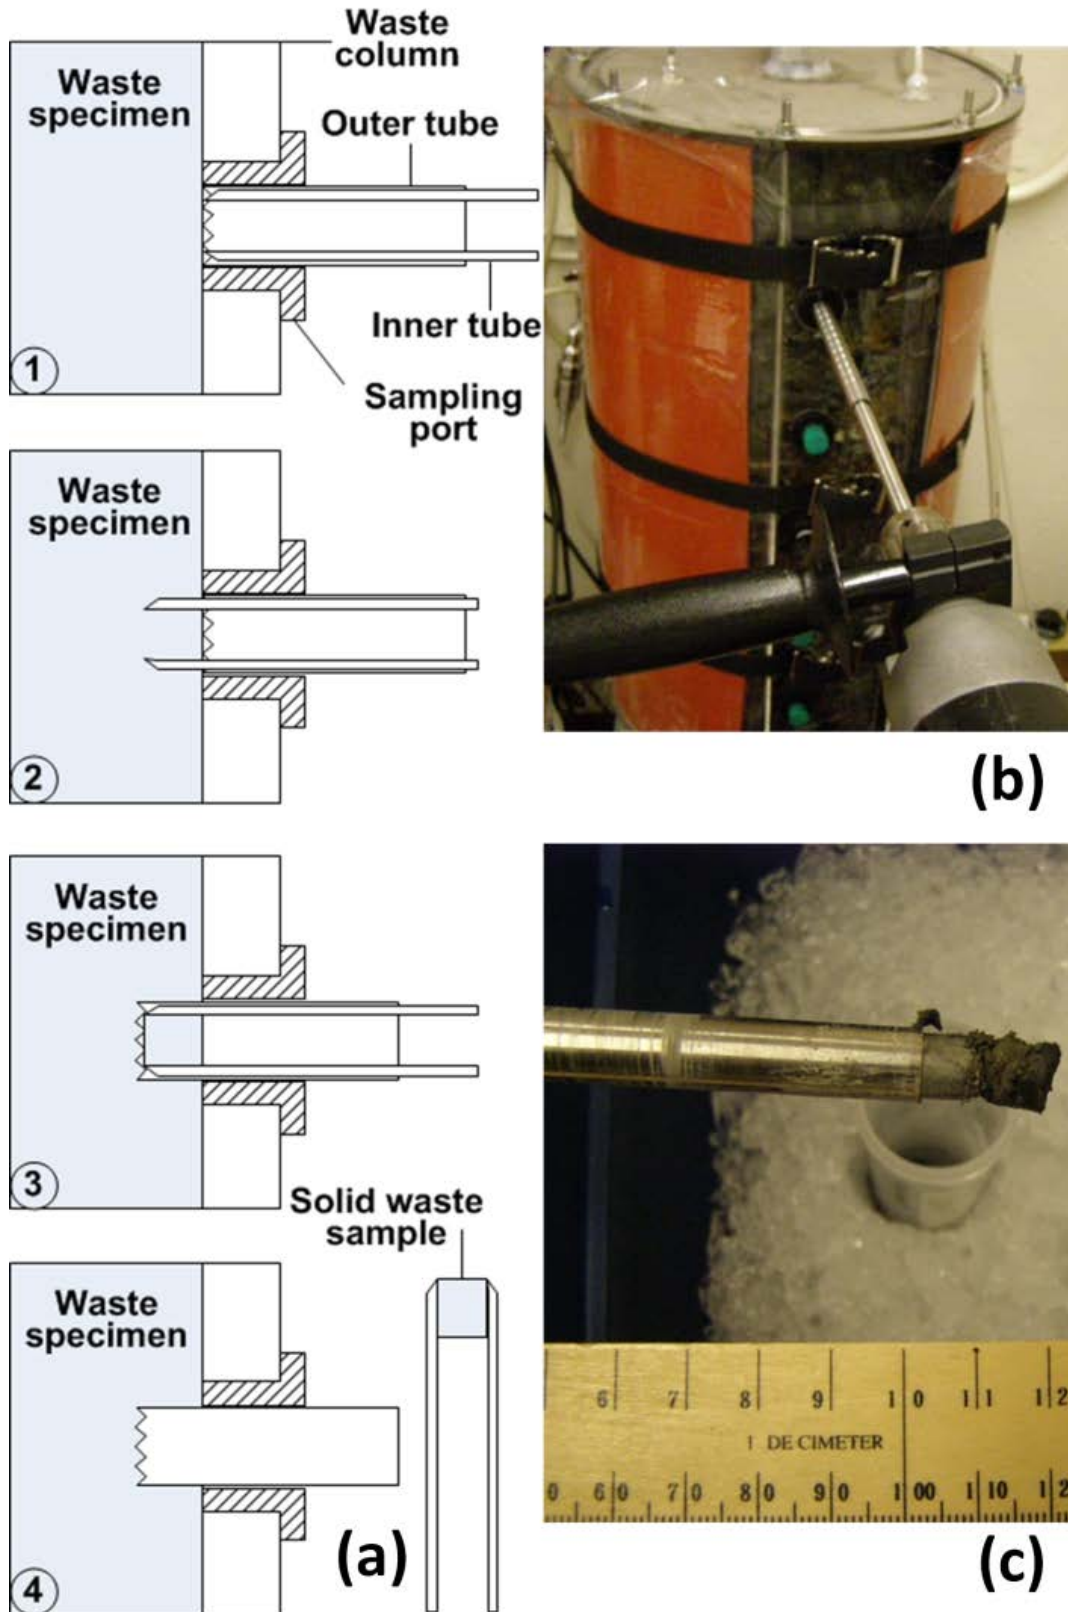 Waste
column
Waste
specimen
Outer tube
Inner tube
Sampling
port
1
Waste
specimen
2
(b)
Waste
specimen
3
Solid waste
sample
Waste
specimen
4
(a)
6 7 8 9 1 0 1 1 1 2
1 DECIMETER
0 6 0 7 0 8 0 9 0 1 00 1 10 1 2
(c)